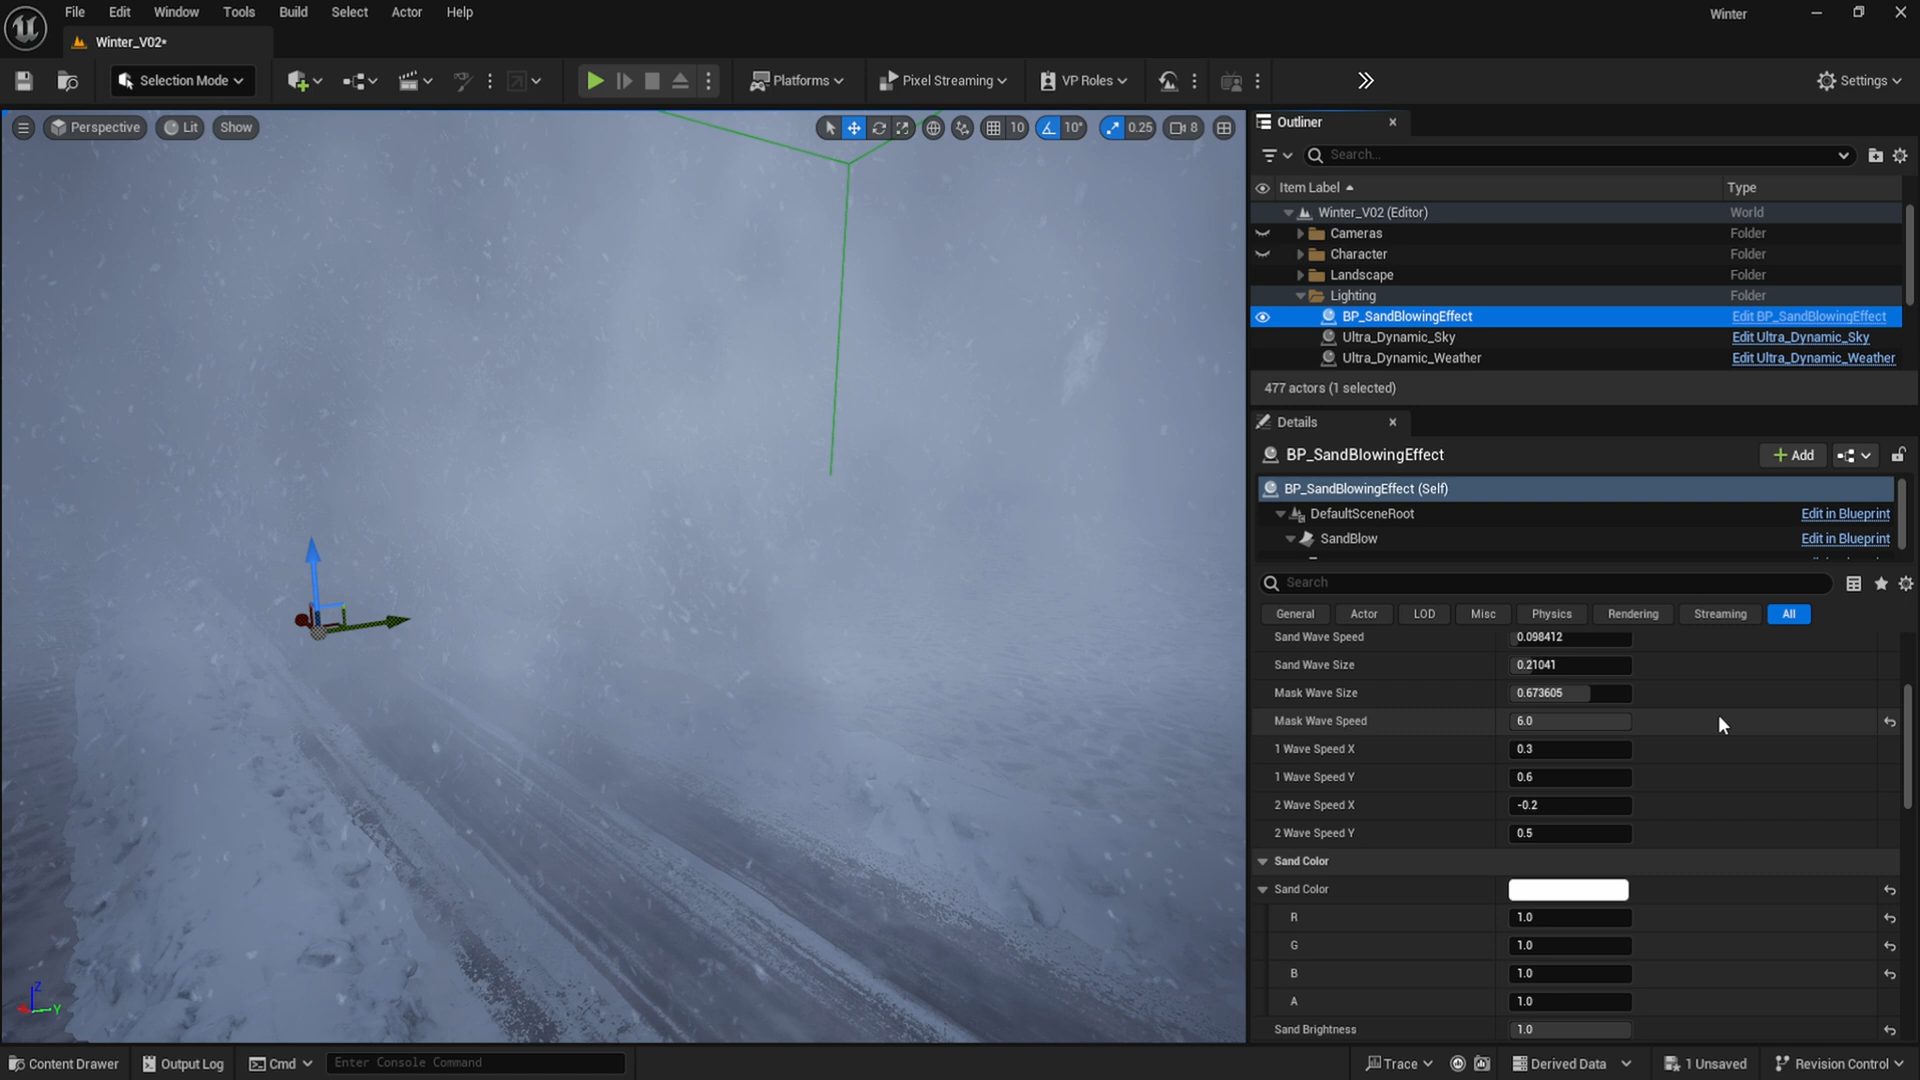 File Edit Window Tools Build Select Actor Help
Winter
Winter_V02*
Selection Mode
Platforms
Pixel Streaming
VP Roles
Settings
Perspective Lit Show
10 10° 0.25 8
Outliner
Search...
Item Label Type
Winter_V02 (Editor) World
Cameras Folder
Character Folder
Landscape Folder
Lighting Folder
BP_SandBlowingEffect Edit BP_SandBlowingEffect
Ultra_Dynamic_Sky Edit Ultra_Dynamic_Sky
Ultra_Dynamic_Weather Edit Ultra_Dynamic_Weather
477 actors (1 selected)
Details
BP_SandBlowingEffect Add
BP_SandBlowingEffect (Self)
DefaultSceneRoot Edit in Blueprint
SandBlow Edit in Blueprint
Search
General Actor LOD Misc Physics Rendering Streaming All
Sand Wave Speed 0.098412
Sand Wave Size 0.21041
Mask Wave Size 0.673605
Mask Wave Speed 6.0
1 Wave Speed X 0.3
1 Wave Speed Y 0.6
2 Wave Speed X -0.2
2 Wave Speed Y 0.5
Sand Color
Sand Color
R 1.0
G 1.0
B 1.0
A 1.0
Sand Brightness 1.0
Z
Y
Content Drawer Output Log Cmd Enter Console Command Trace Derived Data 1 Unsaved Revision Control